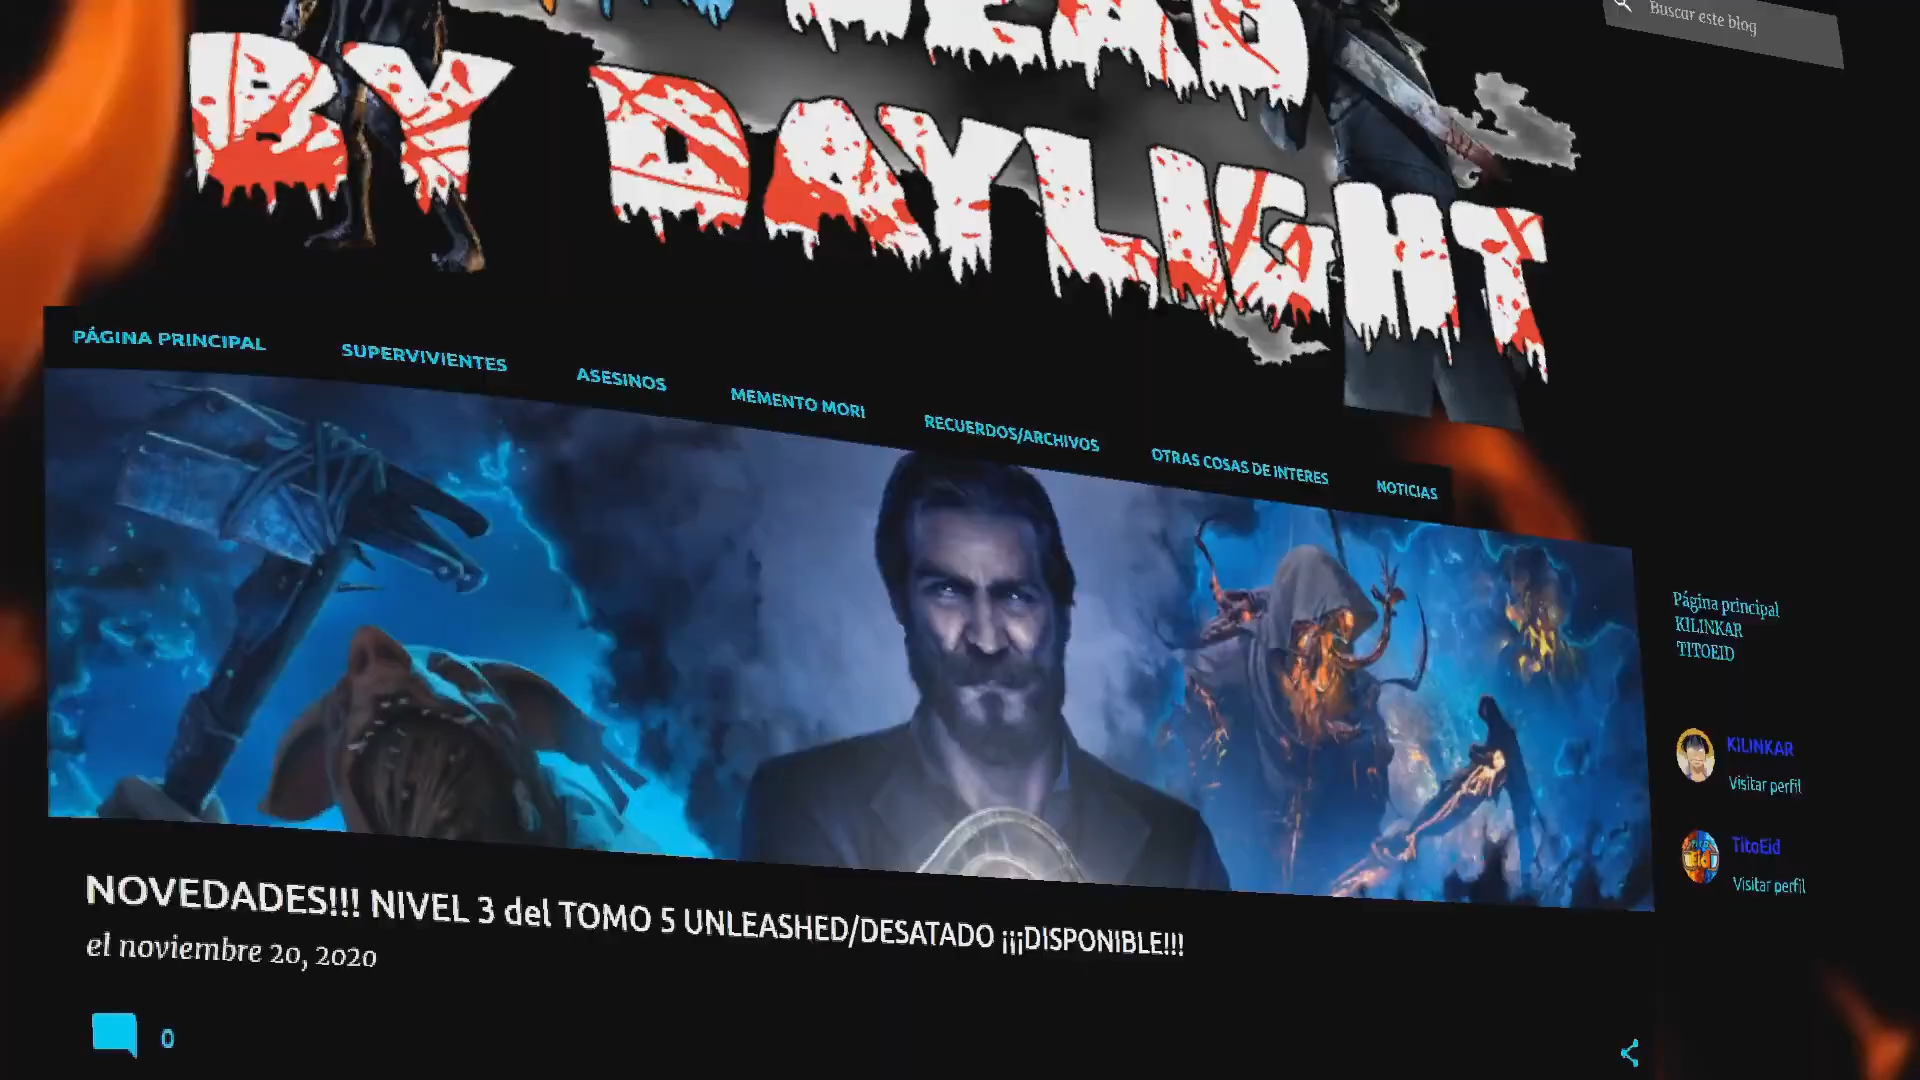 Buscar este blog
DEAD
BY DAYLIGHT
PÁGINA PRINCIPAL
SUPERVIVIENTES
ASESINOS
MEMENTO MORI
RECUERDOS/ARCHIVOS
OTRAS COSAS DE INTERES
NOTICIAS
Página principal
KILINKAR
TITOEID
KILINKAR
Visitar perfil
TitoEid
Visitar perfil
NOVEDADES!!! NIVEL 3 del TOMO 5 UNLEASHED/DESATADO ¡¡¡DISPONIBLE!!!
el noviembre 20, 2020
0